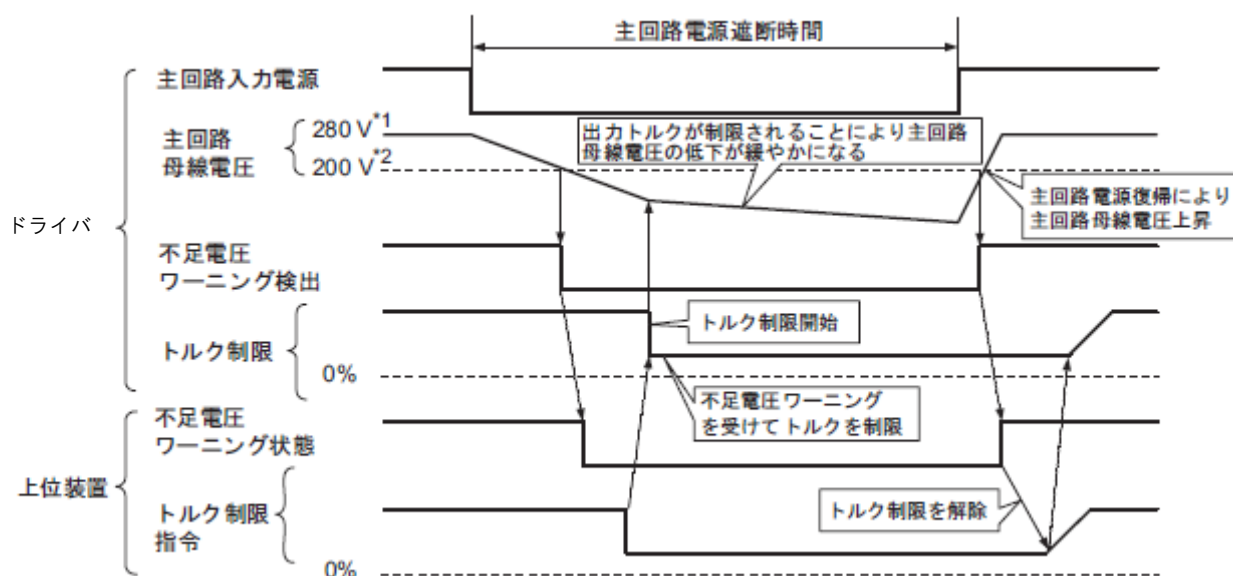 主回路電源遮断時間
主回路入力電源
主回路
母線電圧
280 V*1
200 V*2
出力トルクが制限されることにより主回路
母線電圧の低下が緩やかになる
主回路電源復帰により
主回路母線電圧上昇
ドライバ
不足電圧
ワーニング検出
トルク制限開始
トルク制限
0%
不足電圧ワーニング
を受けてトルクを制限
不足電圧
ワーニング状態
上位装置
トルク制限を解除
トルク制限
指令
0%